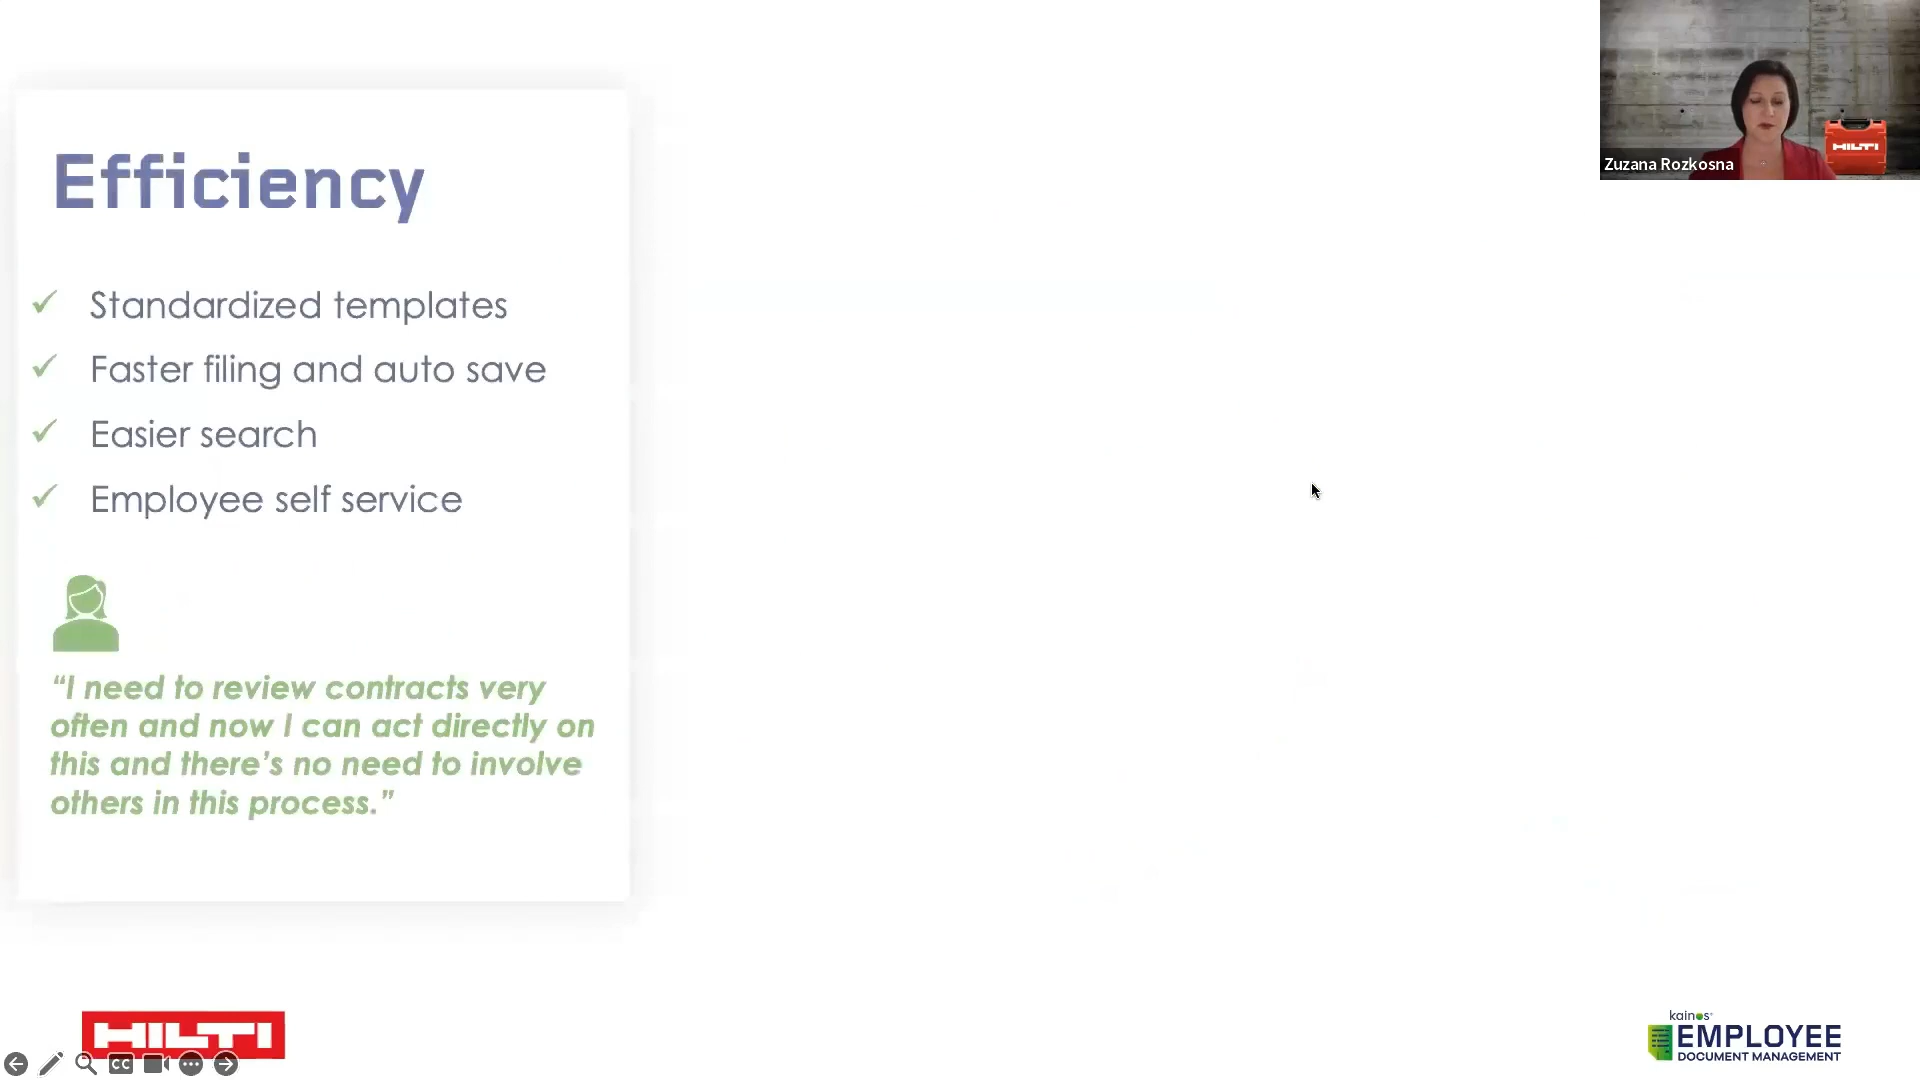 Efficiency
Standardized templates
Faster filing and auto save
Easier search
Employee self service
“I need to review contracts very
often and now I can act directly on
this and there’s no need to involve
others in this process.”
HILTI
Zuzana Rozkosna
HILTI
CC
kainos
EMPLOYEE
DOCUMENT MANAGEMENT